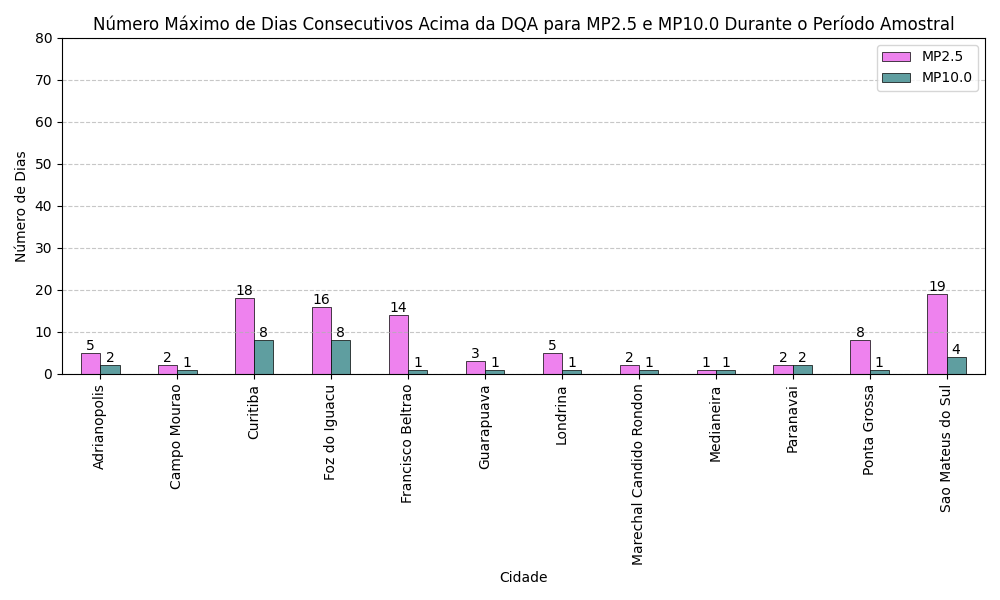 Número Máximo de Dias Consecutivos Acima da DQA para MP2.5 e MP10.0 Durante o Período Amostral
MP2.5
MP10.0
Número de Dias
80
70
60
50
40
30
20
10
0
5 2
2 1
18 8
16 8
14 1
3 1
5 1
2 1
1 1
2 2
8 1
19 4
Adrianopolis
Campo Mourao
Curitiba
Foz do Iguacu
Francisco Beltrao
Guarapuava
Londrina
Marechal Candido Rondon
Medianeira
Paranavai
Ponta Grossa
Sao Mateus do Sul
Cidade